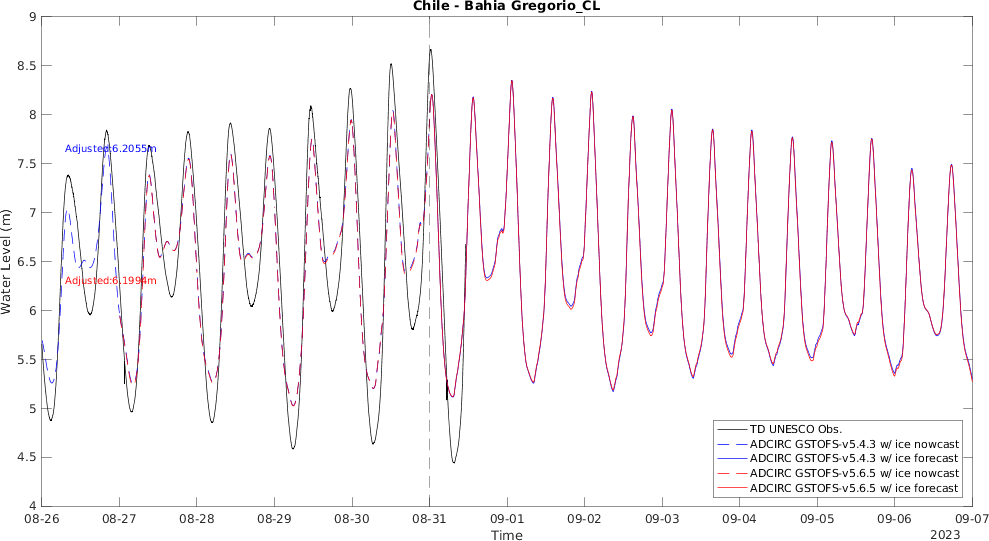 Chile - Bahia Gregorio_CL
9
8.5
8
7.5
7
6.5
6
5.5
5
4.5
4
Water Level (m)
Adjusted:6.2055m
Adjusted:6.1994m
TD UNESCO Obs.
ADCIRC GSTOFS-v5.4.3 w/ ice nowcast
ADCIRC GSTOFS-v5.4.3 w/ ice forecast
ADCIRC GSTOFS-v5.6.5 w/ ice nowcast
ADCIRC GSTOFS-v5.6.5 w/ ice forecast
08-26 08-27 08-28 08-29 08-30 08-31 09-01 09-02 09-03 09-04 09-05 09-06 09-07
Time
2023